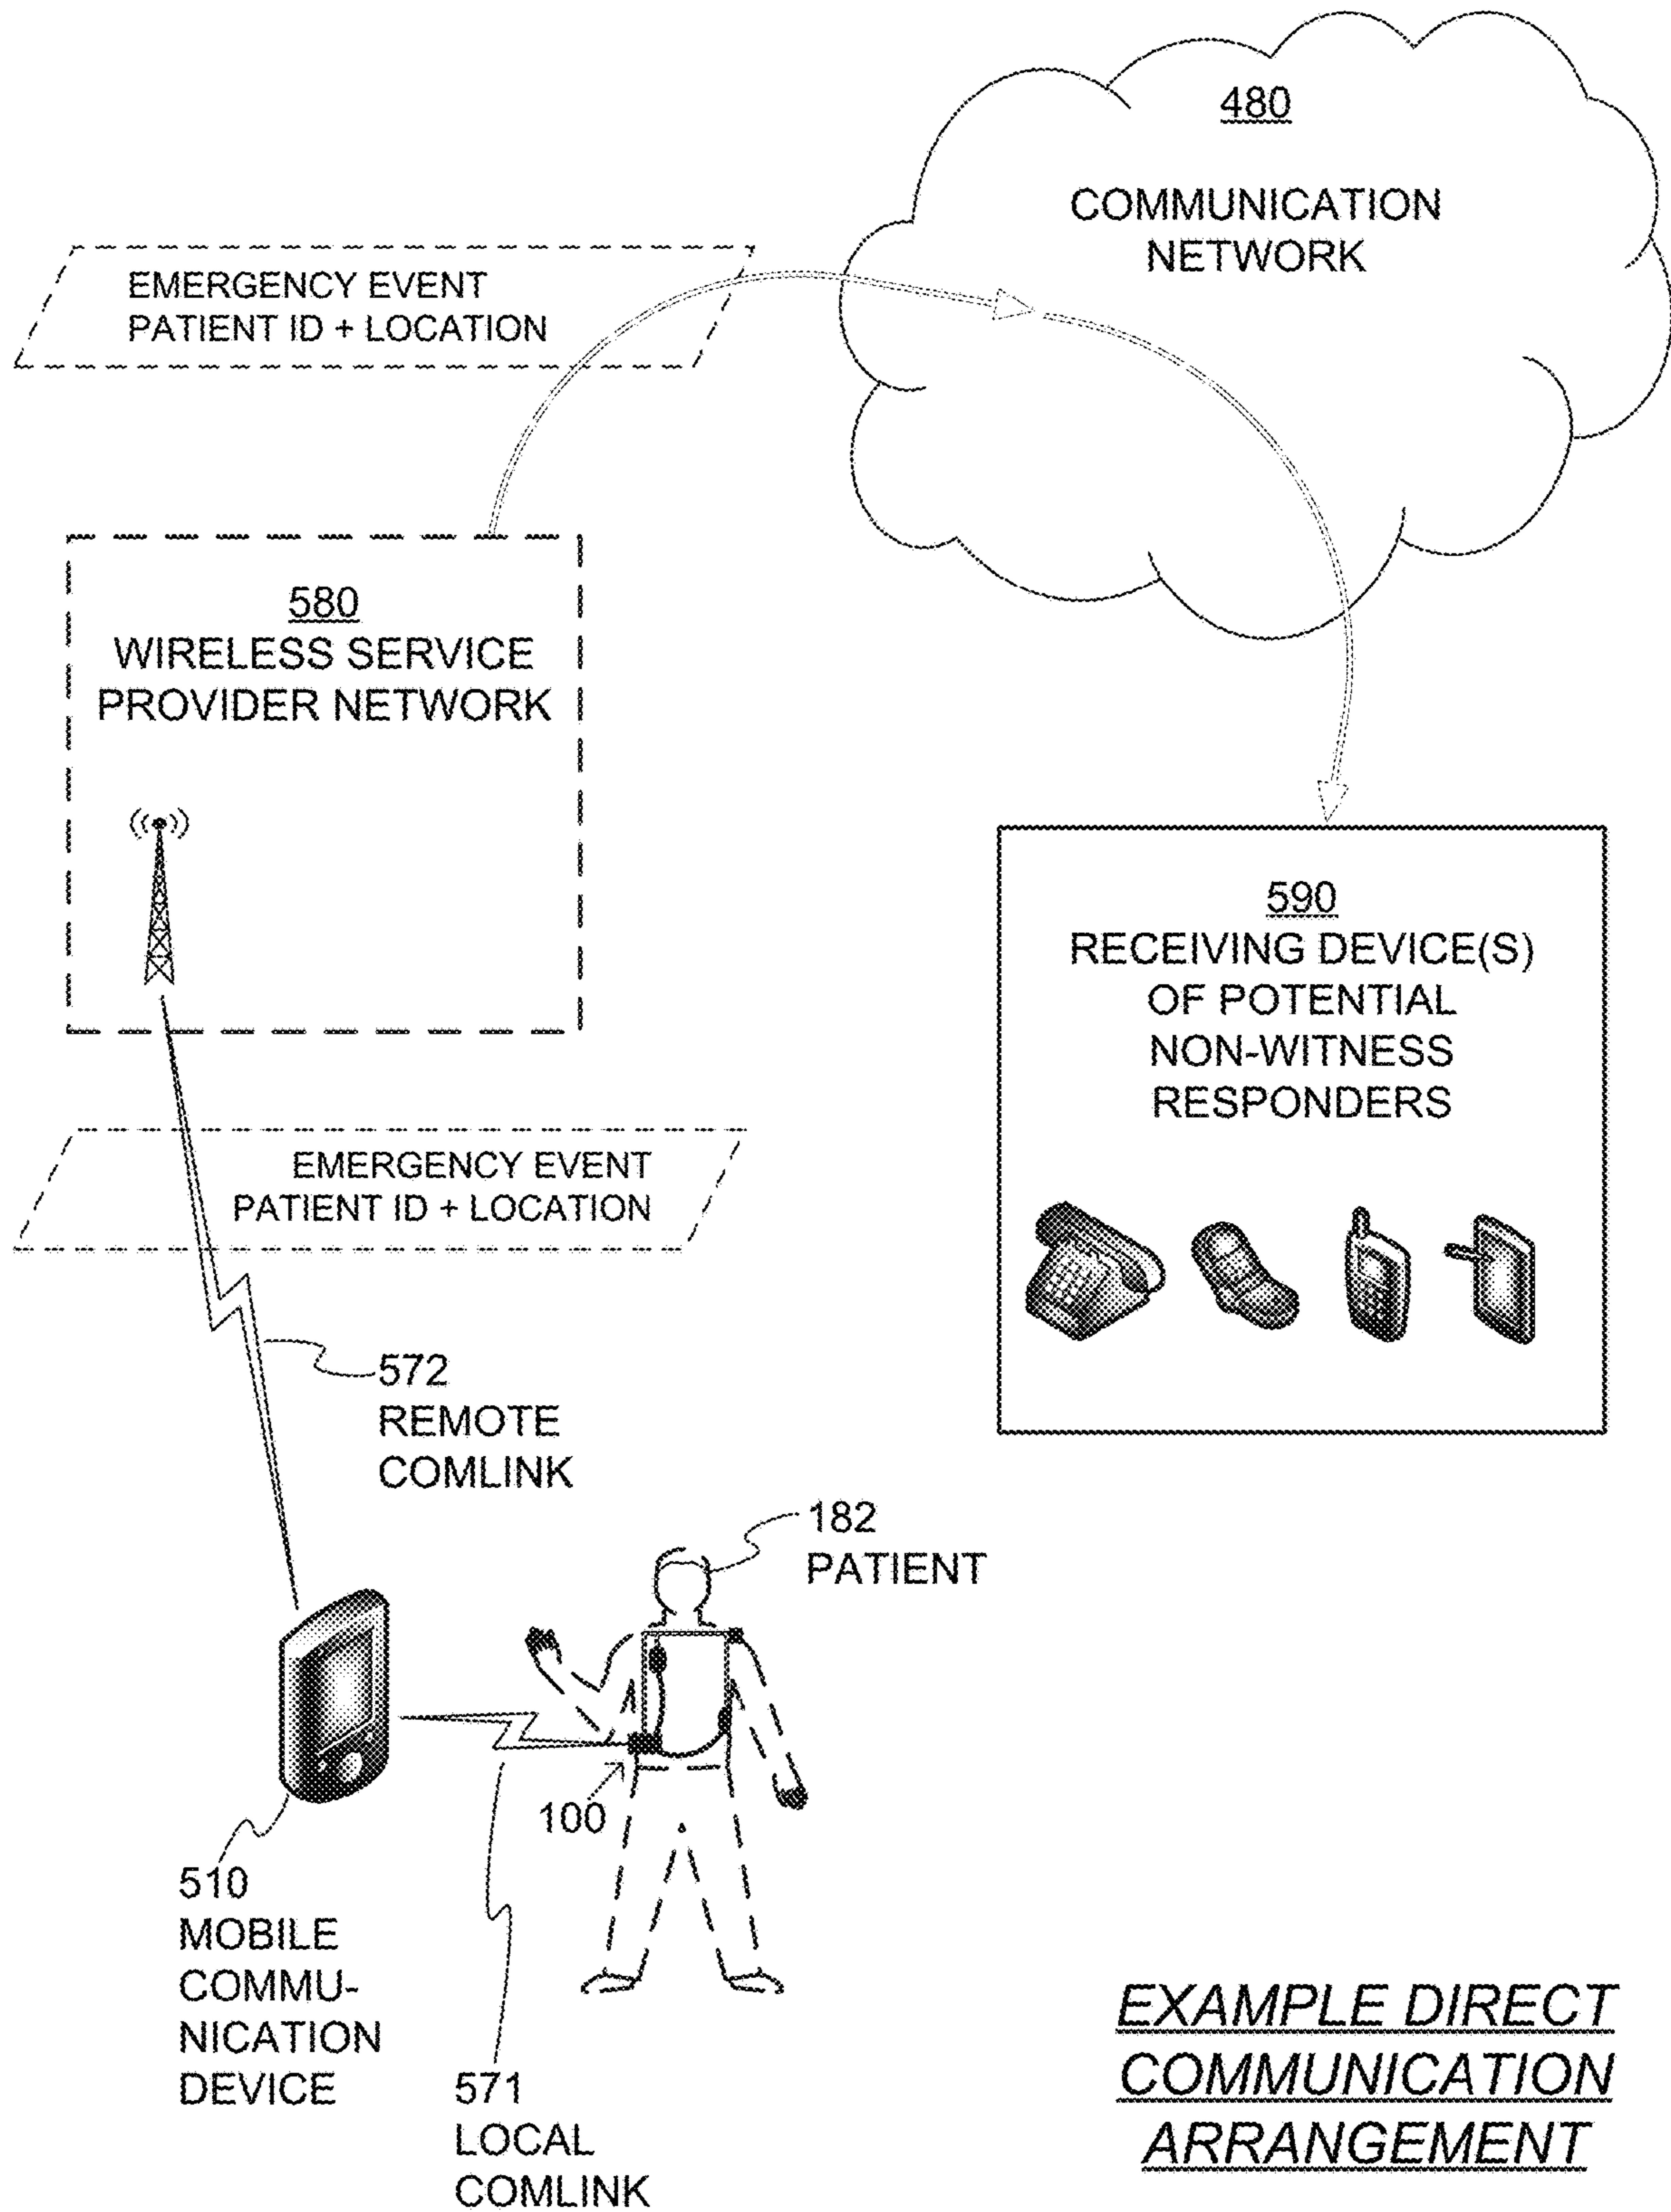 480
COMMUNICATION
NETWORK
EMERGENCY EVENT
PATIENT ID + LOCATION
580
WIRELESS SERVICE
PROVIDER NETWORK
590
RECEIVING DEVICE(S)
OF POTENTIAL
NON-WITNESS
RESPONDERS
EMERGENCY EVENT
PATIENT ID + LOCATION
572
REMOTE
COMLINK
182
PATIENT
100
510
MOBILE
COMMU-
NICATION
DEVICE
571
LOCAL
COMLINK
EXAMPLE DIRECT
COMMUNICATION
ARRANGEMENT